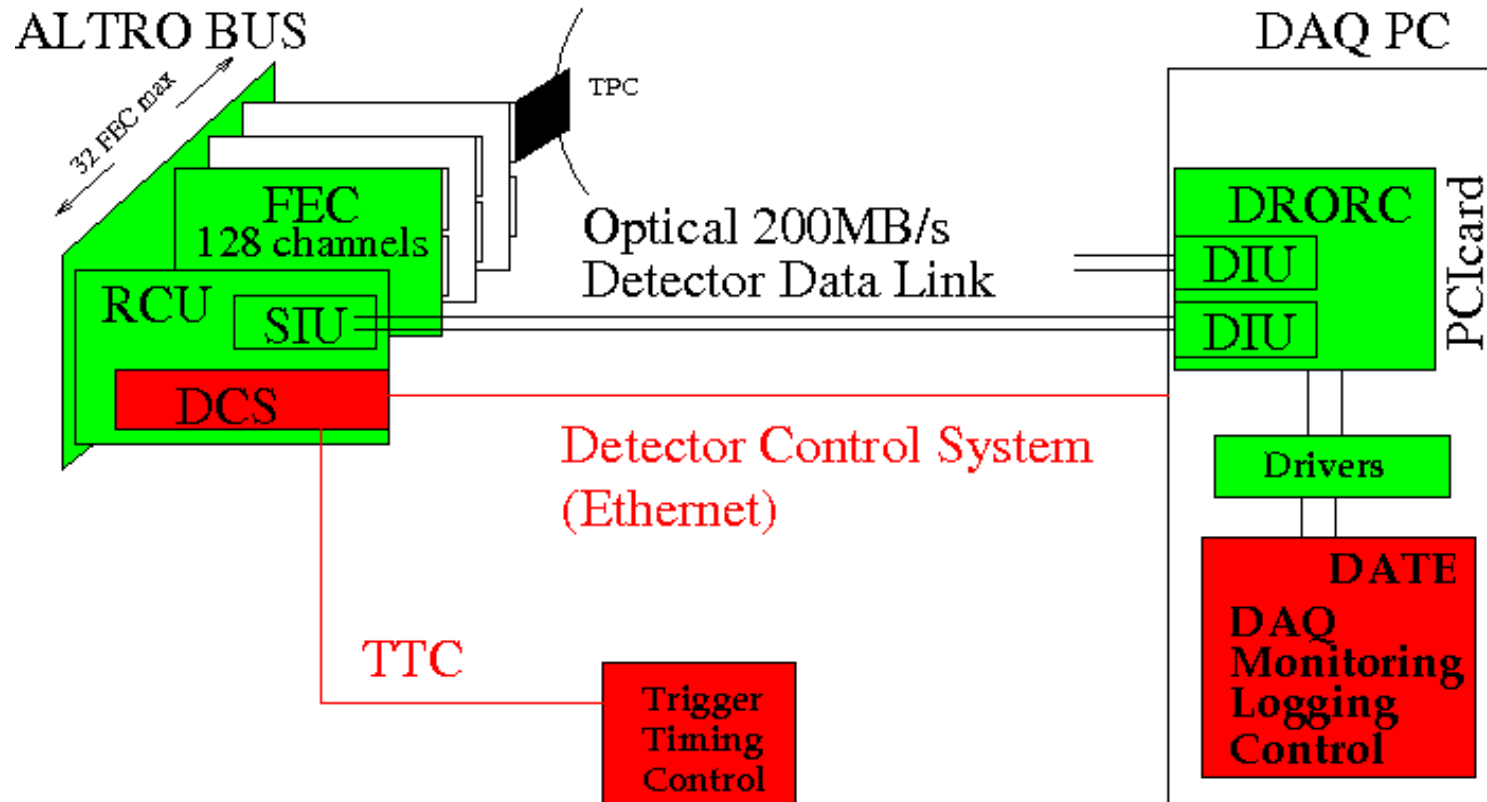 ALTRO BUS
32 FEC max
TPC
FEC
128 channels
RCU
SIU
DCS
Optical 200MB/s
Detector Data Link
Detector Control System
(Ethernet)
TTC
Trigger
Timing
Control
DAQ PC
DRORC
DIU
DIU
PCIcard
Drivers
DATE
DAQ
Monitoring
Logging
Control